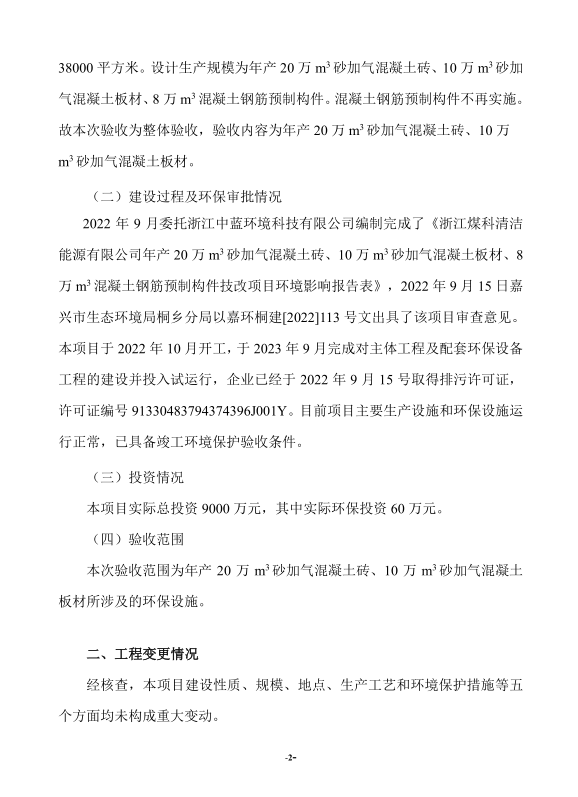 38000 平方米。设计生产规模为年产 20 万 m³ 砂加气混凝土砖、10 万 m³ 砂加
气混凝土板材、8 万 m³ 混凝土钢筋预制构件。混凝土钢筋预制构件不再实施。
故本次验收为整体验收，验收内容为年产 20 万 m³ 砂加气混凝土砖、10 万
m³ 砂加气混凝土板材。
（二）建设过程及环保审批情况
2022 年 9 月委托浙江中蓝环境科技有限公司编制完成了《浙江煤科清洁
能源有限公司年产 20 万 m³ 砂加气混凝土砖、10 万 m³ 砂加气混凝土板材、8
万 m³ 混凝土钢筋预制构件技改项目环境影响报告表》，2022 年 9 月 15 日嘉
兴市生态环境局桐乡分局以嘉环桐建[2022]113 号文出具了该项目审查意见。
本项目于 2022 年 10 月开工，于 2023 年 9 月完成对主体工程及配套环保设备
工程的建设并投入试运行，企业已经于 2022 年 9 月 15 号取得排污许可证，
许可证编号 91330483794374396J001Y。目前项目主要生产设施和环保设施运
行正常，已具备竣工环境保护验收条件。
（三）投资情况
本项目实际总投资 9000 万元，其中实际环保投资 60 万元。
（四）验收范围
本次验收范围为年产 20 万 m³ 砂加气混凝土砖、10 万 m³ 砂加气混凝土
板材所涉及的环保设施。
二、工程变更情况
经核查，本项目建设性质、规模、地点、生产工艺和环境保护措施等五
个方面均未构成重大变动。
-2-